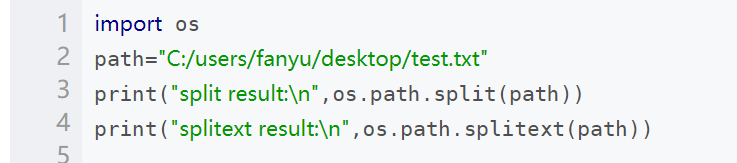 1 import os
2 path="C:/users/fanyu/desktop/test.txt"
3 print("split result:\n",os.path.split(path))
4 print("splitext result:\n",os.path.splitext(path))
5